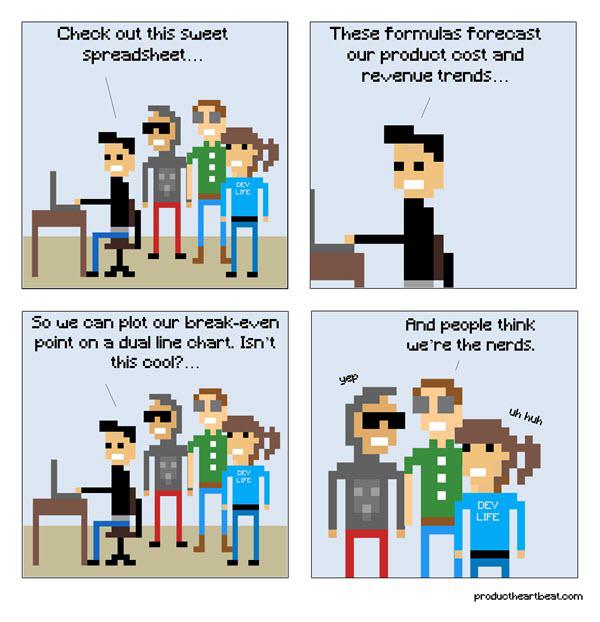 Check out this sweet
spreadsheet...
DEV
LIFE
These formulas forecast
our product cost and
revenue trends...
So we can plot our break-even
point on a dual line chart. Isn't
this cool?...
DEV
LIFE
And people think
we're the nerds.
yep
uh huh
DEV
LIFE
productheartbeat.com